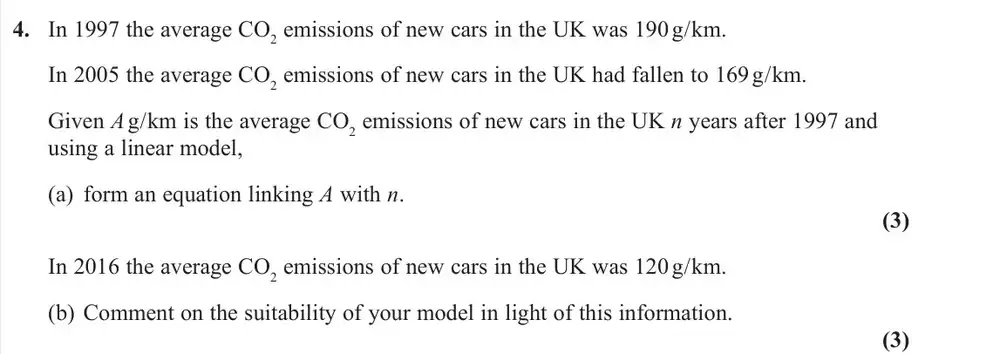 4. In 1997 the average CO₂ emissions of new cars in the UK was 190 g/km.
In 2005 the average CO₂ emissions of new cars in the UK had fallen to 169 g/km.
Given A g/km is the average CO₂ emissions of new cars in the UK n years after 1997 and
using a linear model,
(a) form an equation linking A with n.
(3)
In 2016 the average CO₂ emissions of new cars in the UK was 120 g/km.
(b) Comment on the suitability of your model in light of this information.
(3)